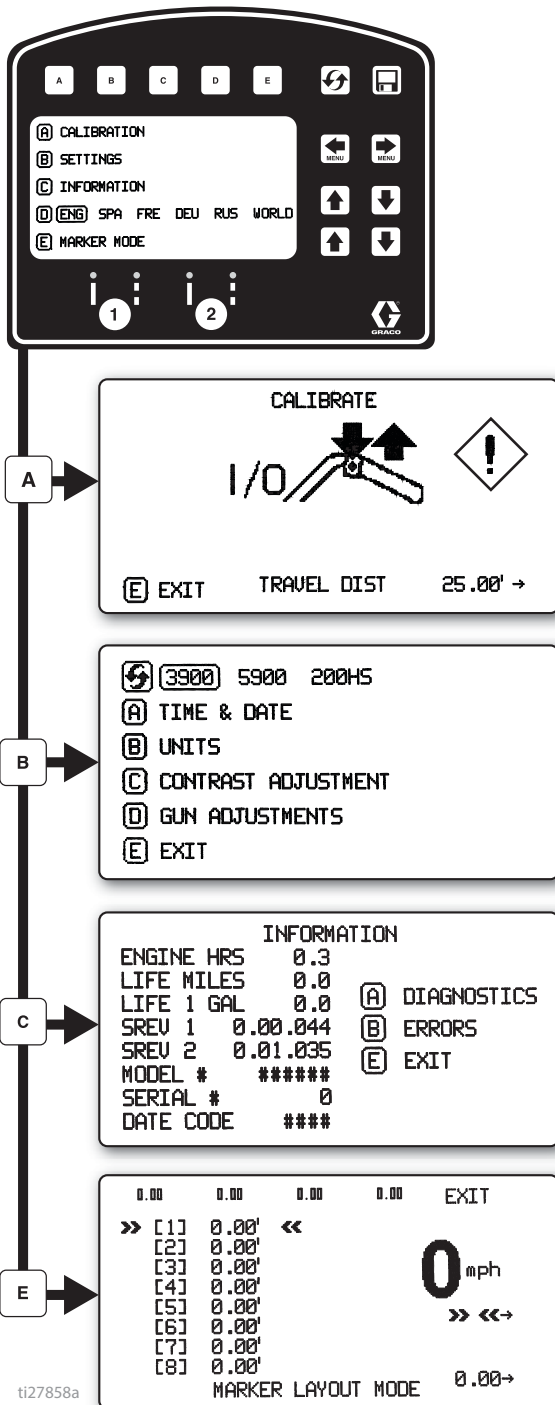 A B C D E
A CALIBRATION
MENU MENU
B SETTINGS
C INFORMATION
D ENG SPA FRE DEU RUS WORLD
E MARKER MODE
1 2
GRACO
CALIBRATE
I/O !
A
E EXIT TRAVEL DIST 25.00' →
3900 5900 200HS
A TIME & DATE
B UNITS
B
C CONTRAST ADJUSTMENT
D GUN ADJUSTMENTS
E EXIT
INFORMATION
ENGINE HRS 0.3
LIFE MILES 0.0
LIFE 1 GAL 0.0
A DIAGNOSTICS
SREV 1 0.00.044
B ERRORS
SREV 2 0.01.035
E EXIT
MODEL # ######
SERIAL # 0
DATE CODE ####
C
0.00 0.00 0.00 0.00 EXIT
>> [1] 0.00' <<
[2] 0.00'
[3] 0.00'
[4] 0.00'
[5] 0.00'
[6] 0.00'
[7] 0.00'
[8] 0.00'
0 mph
>> <<→
E
MARKER LAYOUT MODE 0.00→
ti27858a